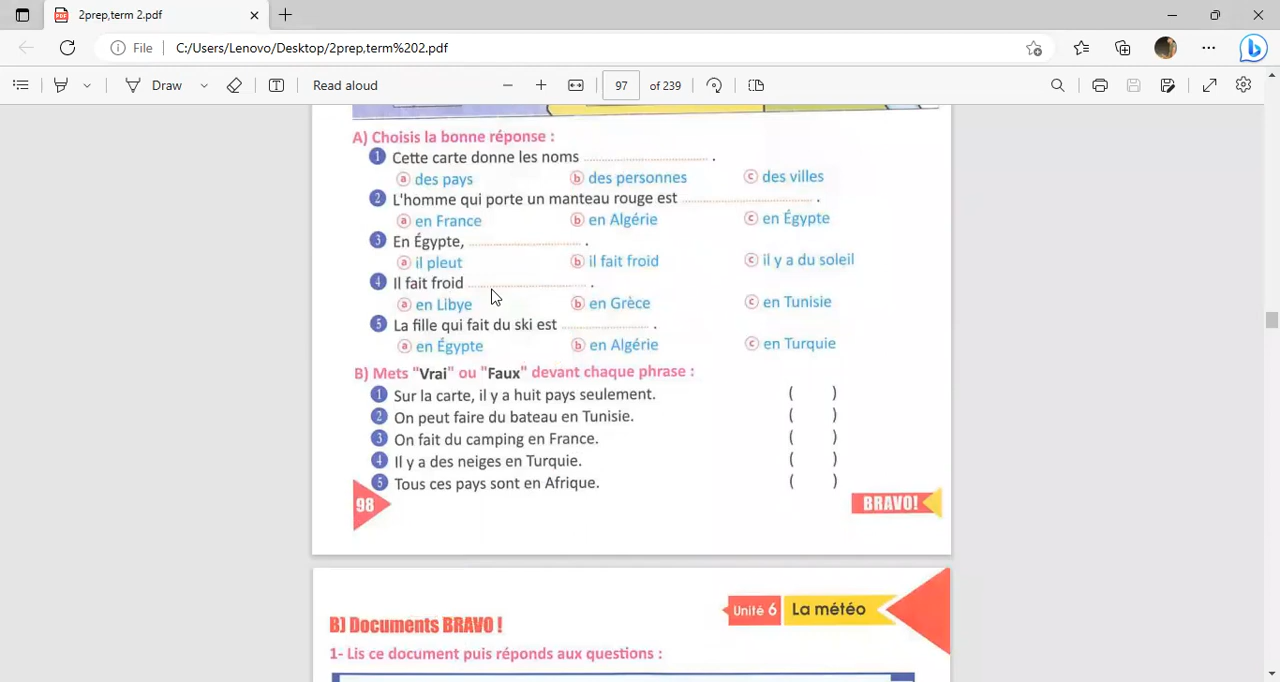 2prep,term 2.pdf
File C:/Users/Lenovo/Desktop/2prep,term%202.pdf
Draw Read aloud 97 of 239
A) Choisis la bonne réponse :
1 Cette carte donne les noms ........................ .
a des pays b des personnes c des villes
2 L'homme qui porte un manteau rouge est ........................ .
a en France b en Algérie c en Égypte
3 En Égypte, ........................ .
a il pleut b il fait froid c il y a du soleil
4 Il fait froid ........................ .
a en Libye b en Grèce c en Tunisie
5 La fille qui fait du ski est ........................ .
a en Égypte b en Algérie c en Turquie
B) Mets "Vrai" ou "Faux" devant chaque phrase :
1 Sur la carte, il y a huit pays seulement. ( )
2 On peut faire du bateau en Tunisie. ( )
3 On fait du camping en France. ( )
4 Il y a des neiges en Turquie. ( )
5 Tous ces pays sont en Afrique. ( )
98 BRAVO!
Unité 6 La météo
B) Documents BRAVO !
1- Lis ce document puis réponds aux questions :